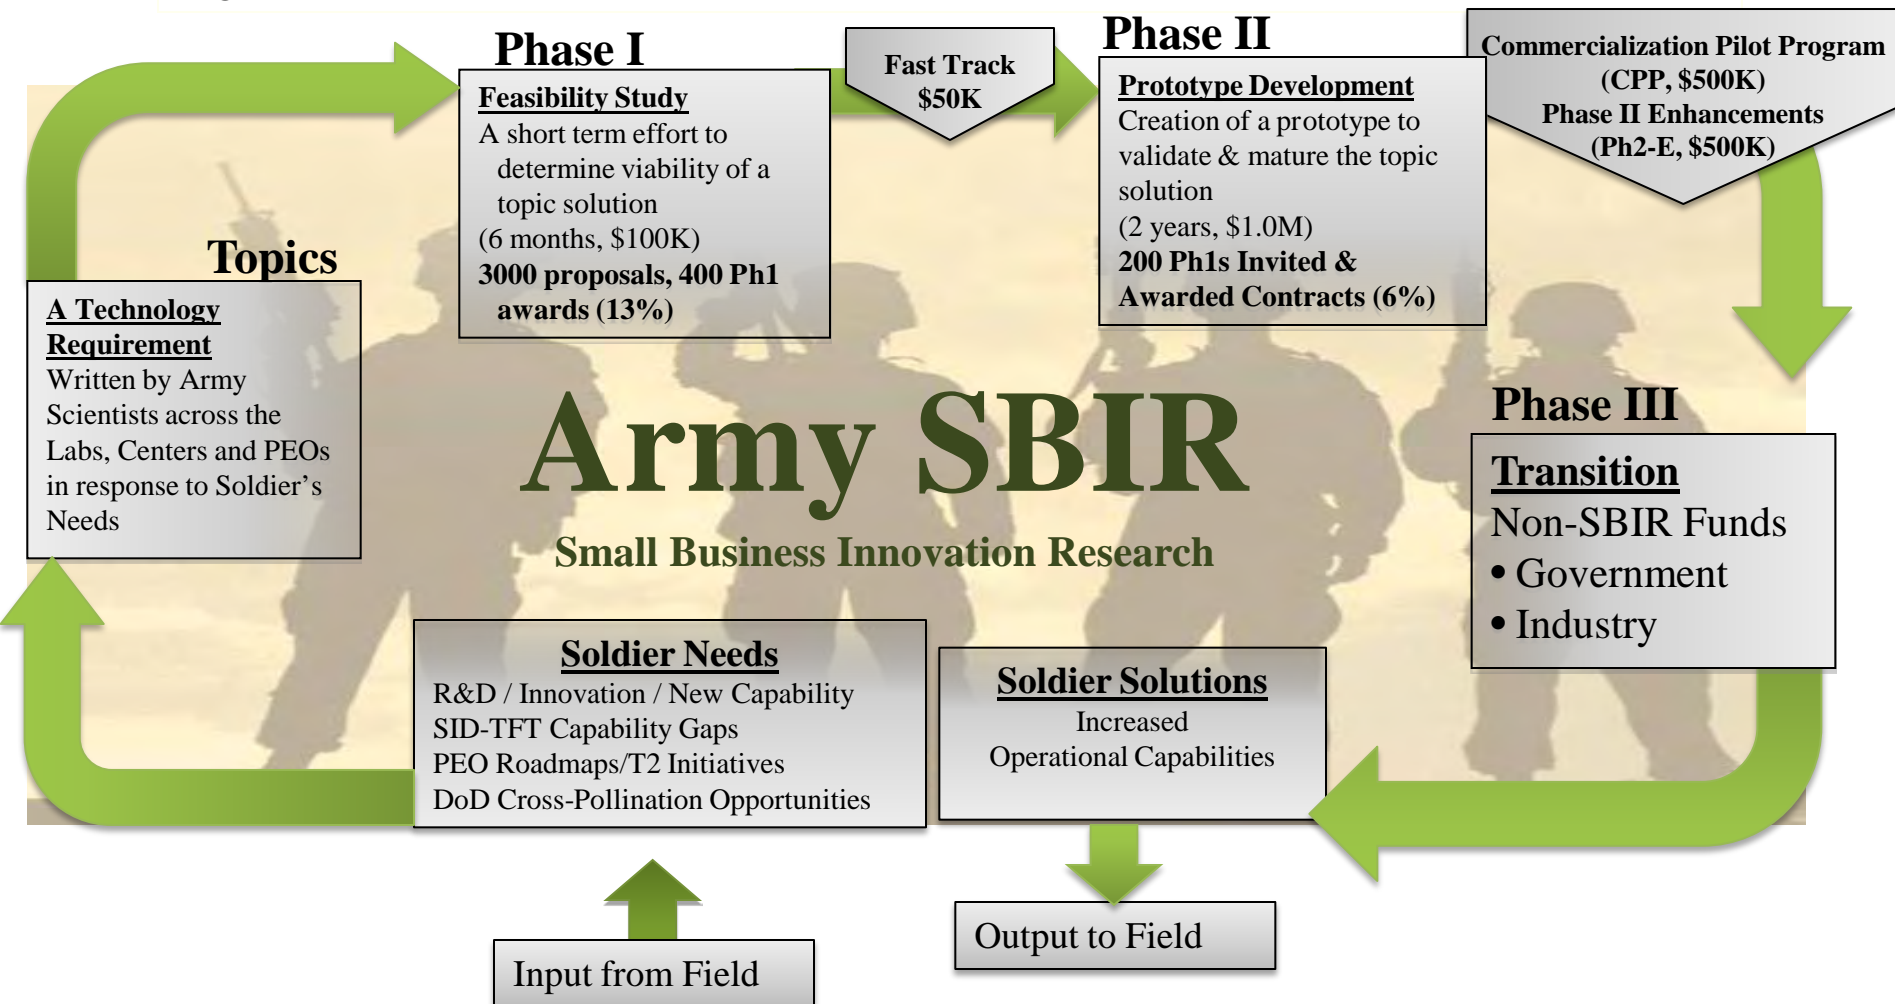 Phase I
Feasibility Study
A short term effort to
determine viability of a
topic solution
(6 months, $100K)
3000 proposals, 400 Ph1
awards (13%)
Fast Track
$50K
Phase II
Prototype Development
Creation of a prototype to
validate & mature the topic
solution
(2 years, $1.0M)
200 Ph1s Invited &
Awarded Contracts (6%)
Commercialization Pilot Program
(CPP, $500K)
Phase II Enhancements
(Ph2-E, $500K)
Topics
A Technology
Requirement
Written by Army
Scientists across the
Labs, Centers and PEOs
in response to Soldier’s
Needs
Army SBIR
Small Business Innovation Research
Phase III
Transition
Non-SBIR Funds
• Government
• Industry
Soldier Needs
R&D / Innovation / New Capability
SID-TFT Capability Gaps
PEO Roadmaps/T2 Initiatives
DoD Cross-Pollination Opportunities
Soldier Solutions
Increased
Operational Capabilities
Input from Field
Output to Field